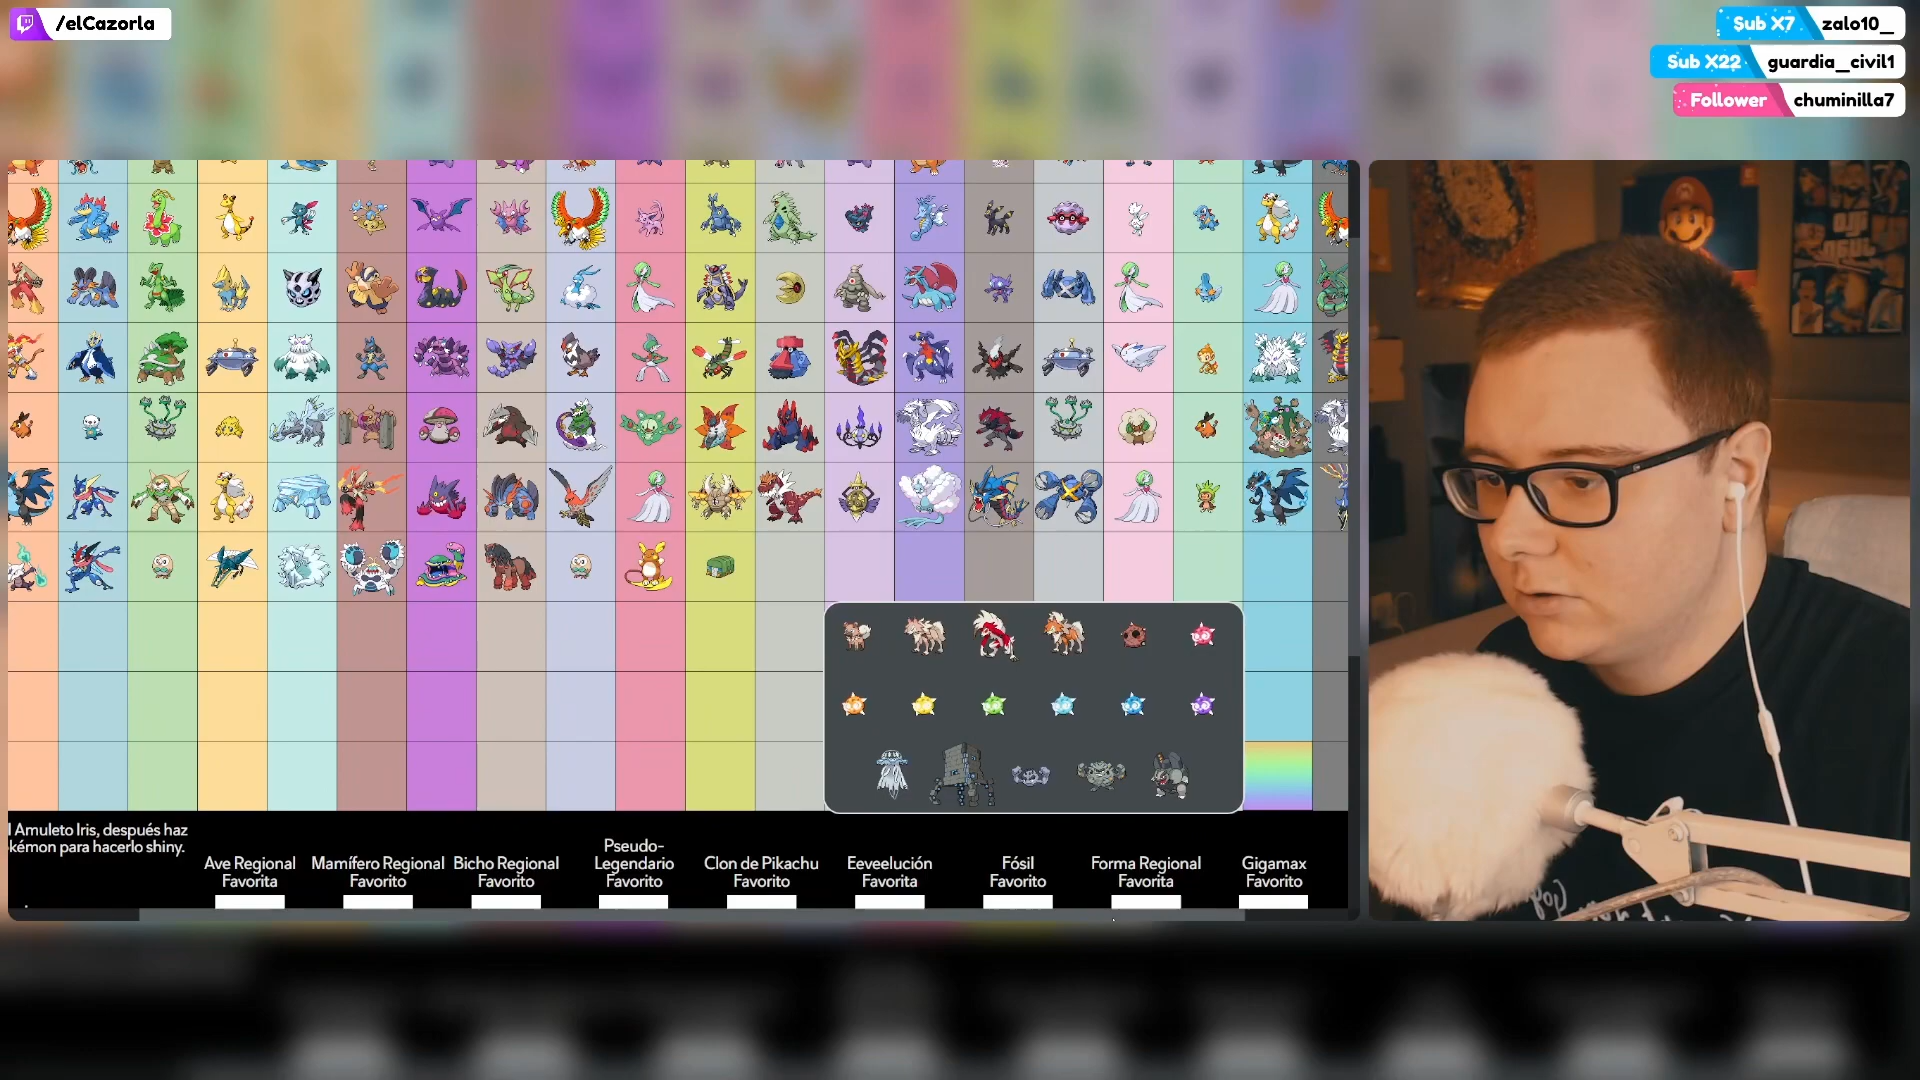 /elCazorla
Sub X7 zalo10_
Sub X22 guardia_civil1
Follower chuminilla7
l Amuleto Iris, después haz
kémon para hacerlo shiny.
Ave Regional
Favorita
Mamífero Regional
Favorito
Bicho Regional
Favorito
Pseudo-
Legendario
Favorito
Clon de Pikachu
Favorito
Eeveelución
Favorita
Fósil
Favorito
Forma Regional
Favorita
Gigamax
Favorito